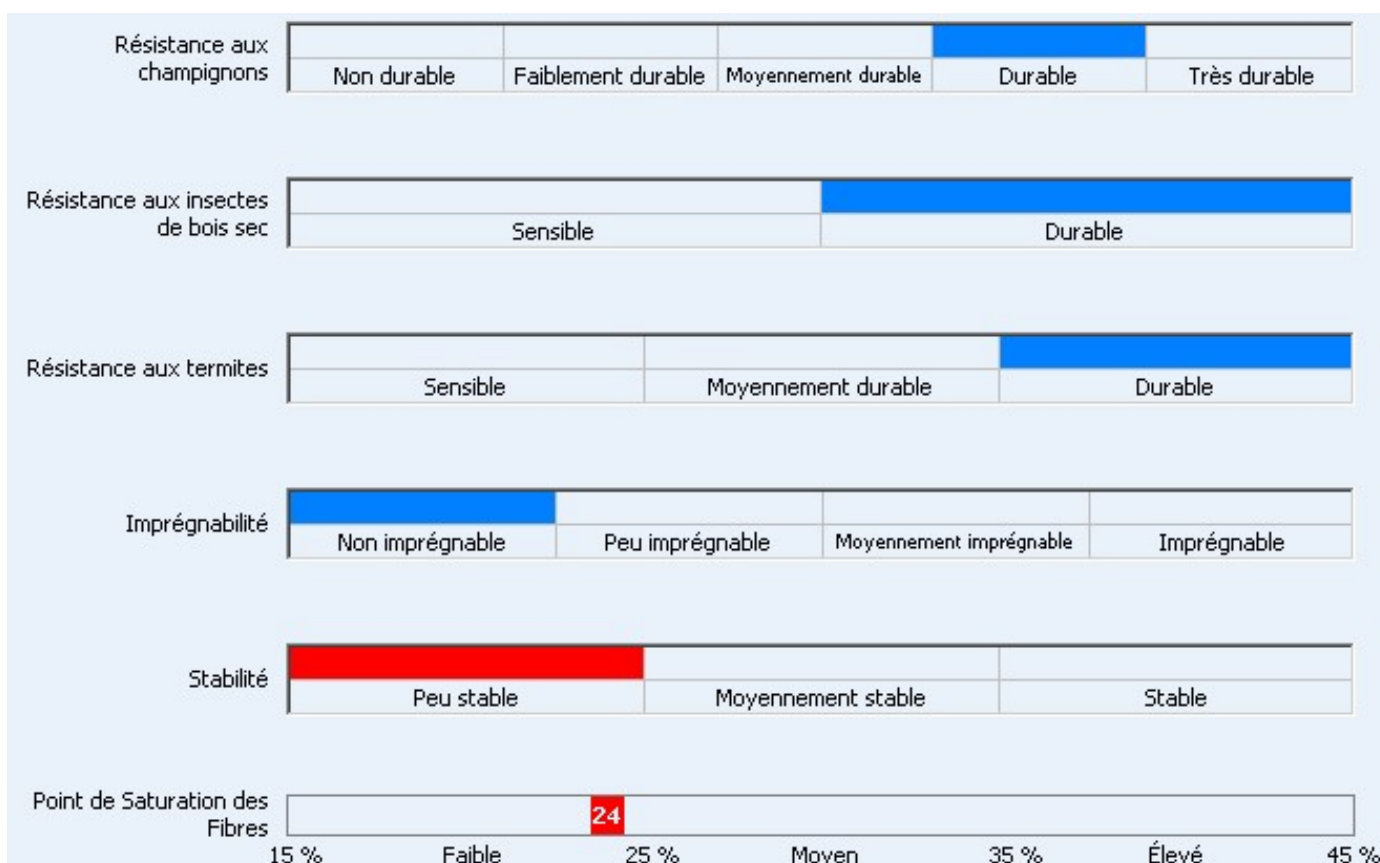 Résistance aux
champignons
Non durable Faiblement durable Moyennement durable Durable Très durable
Résistance aux insectes
de bois sec
Sensible Durable
Résistance aux termites
Sensible Moyennement durable Durable
Imprégnabilité
Non imprégnable Peu imprégnable Moyennement imprégnable Imprégnable
Stabilité
Peu stable Moyennement stable Stable
Point de Saturation des
Fibres
24
15 % Faible 25 % Moyen 35 % Élevé 45 %